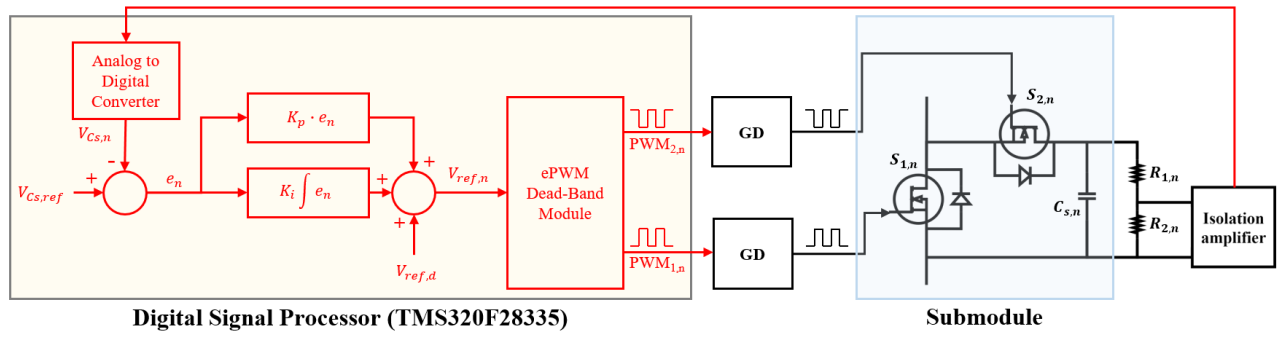 Analog to
Digital
Converter
V_{Cs,n}
-
V_{Cs,ref}
+
e_n
K_p · e_n
K_i ∫ e_n
+
+
+
V_{ref,n}
V_{ref,d}
ePWM
Dead-Band
Module
PWM_{2,n}
PWM_{1,n}
GD
GD
S_{2,n}
S_{1,n}
C_{s,n}
R_{1,n}
R_{2,n}
Isolation
amplifier
Digital Signal Processor (TMS320F28335)
Submodule